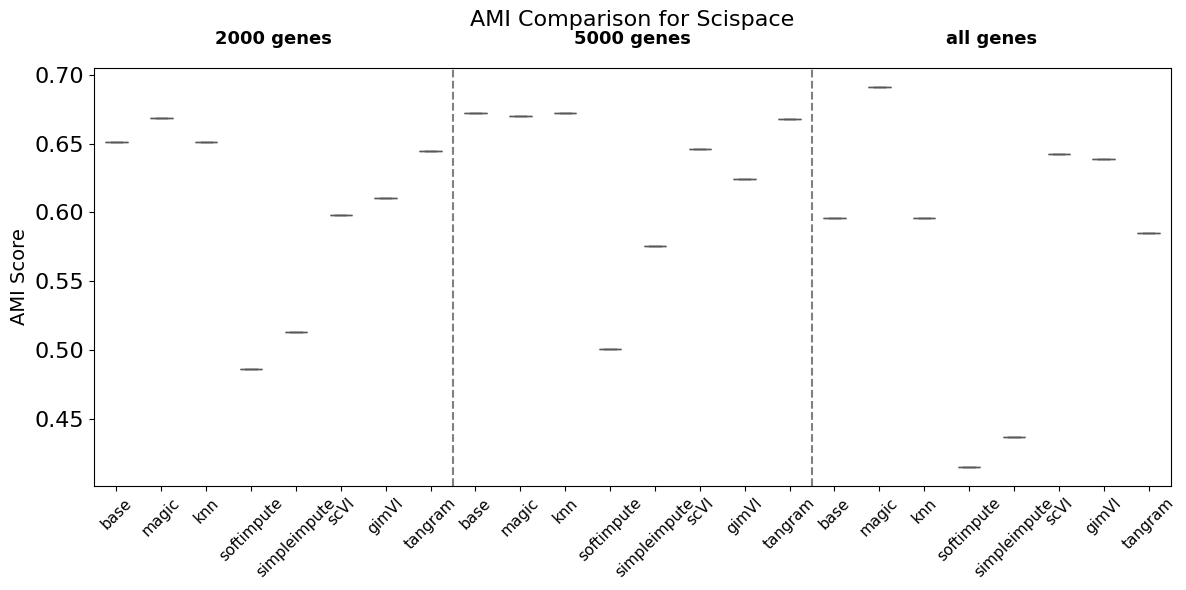 AMI Comparison for Scispace
2000 genes 5000 genes all genes
AMI Score
0.70
0.65
0.60
0.55
0.50
0.45
base magic knn softimpute simpleimpute scVI gimVI tangram base magic knn softimpute simpleimpute scVI gimVI tangram base magic knn softimpute simpleimpute scVI gimVI tangram